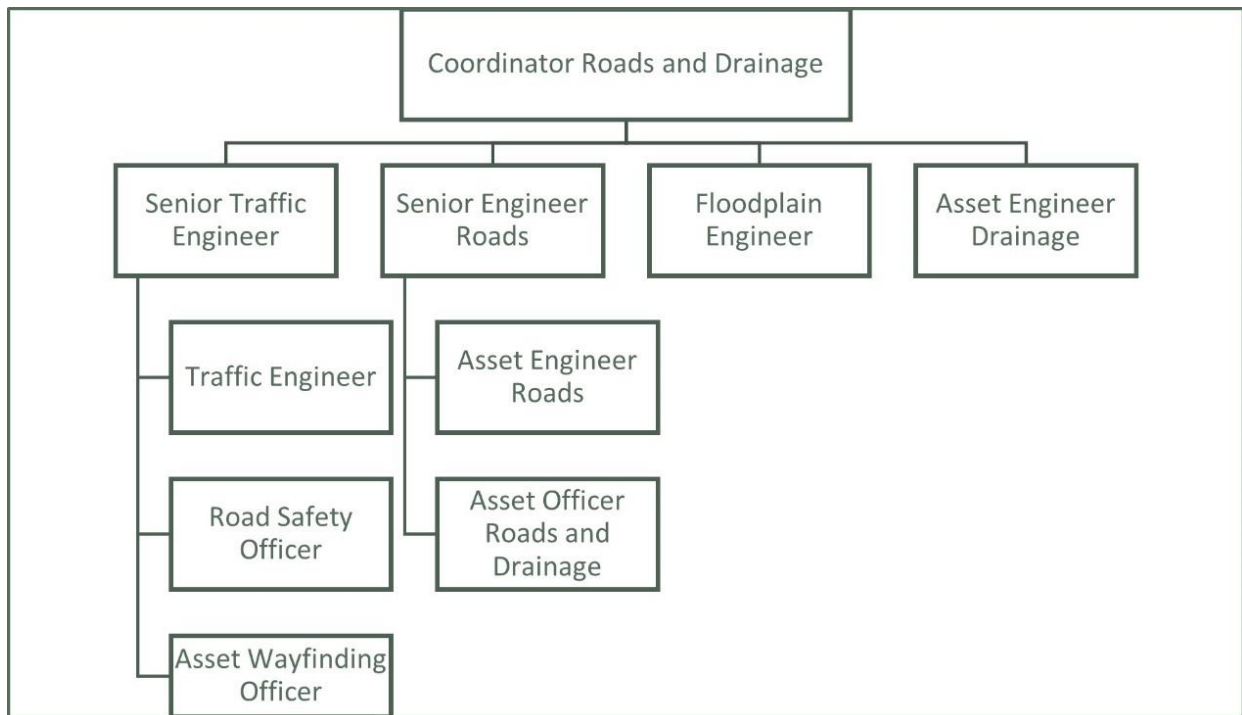 Coordinator Roads and Drainage
Senior Traffic
Engineer
Senior Engineer
Roads
Floodplain
Engineer
Asset Engineer
Drainage
Traffic Engineer
Asset Engineer
Roads
Road Safety
Officer
Asset Officer
Roads and
Drainage
Asset Wayfinding
Officer